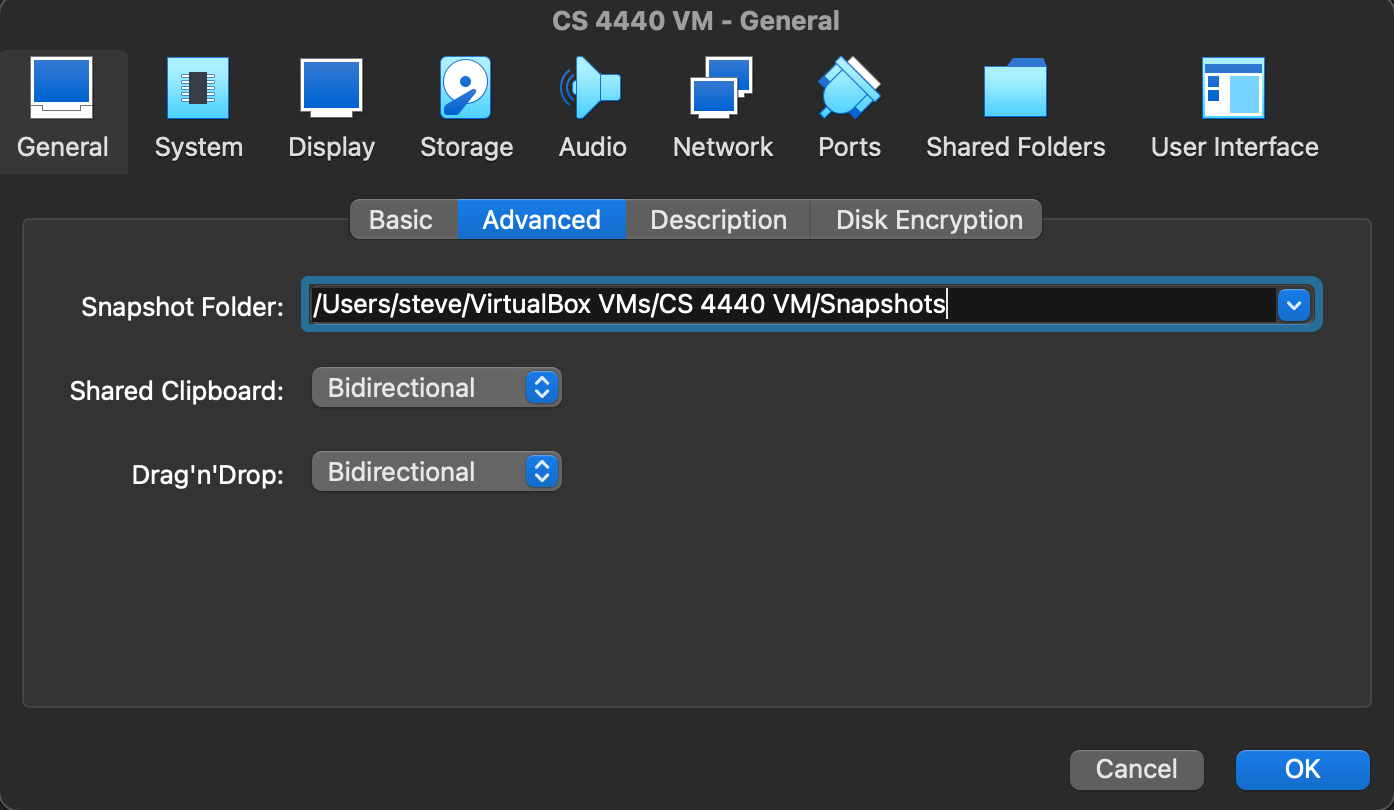 CS 4440 VM - General
General System Display Storage Audio Network Ports Shared Folders User Interface
Basic Advanced Description Disk Encryption
Snapshot Folder: /Users/steve/VirtualBox VMs/CS 4440 VM/Snapshots
Shared Clipboard: Bidirectional
Drag'n'Drop: Bidirectional
Cancel OK